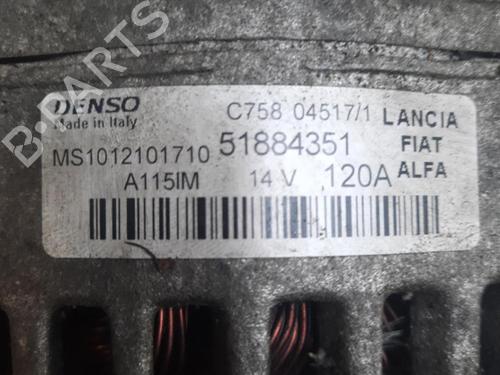 DENSO
Made in Italy
C758 04517/1
LANCIA
MS1012101710
51884351
FIAT
A115IM
14 V
120A
ALFA
B-PARTS